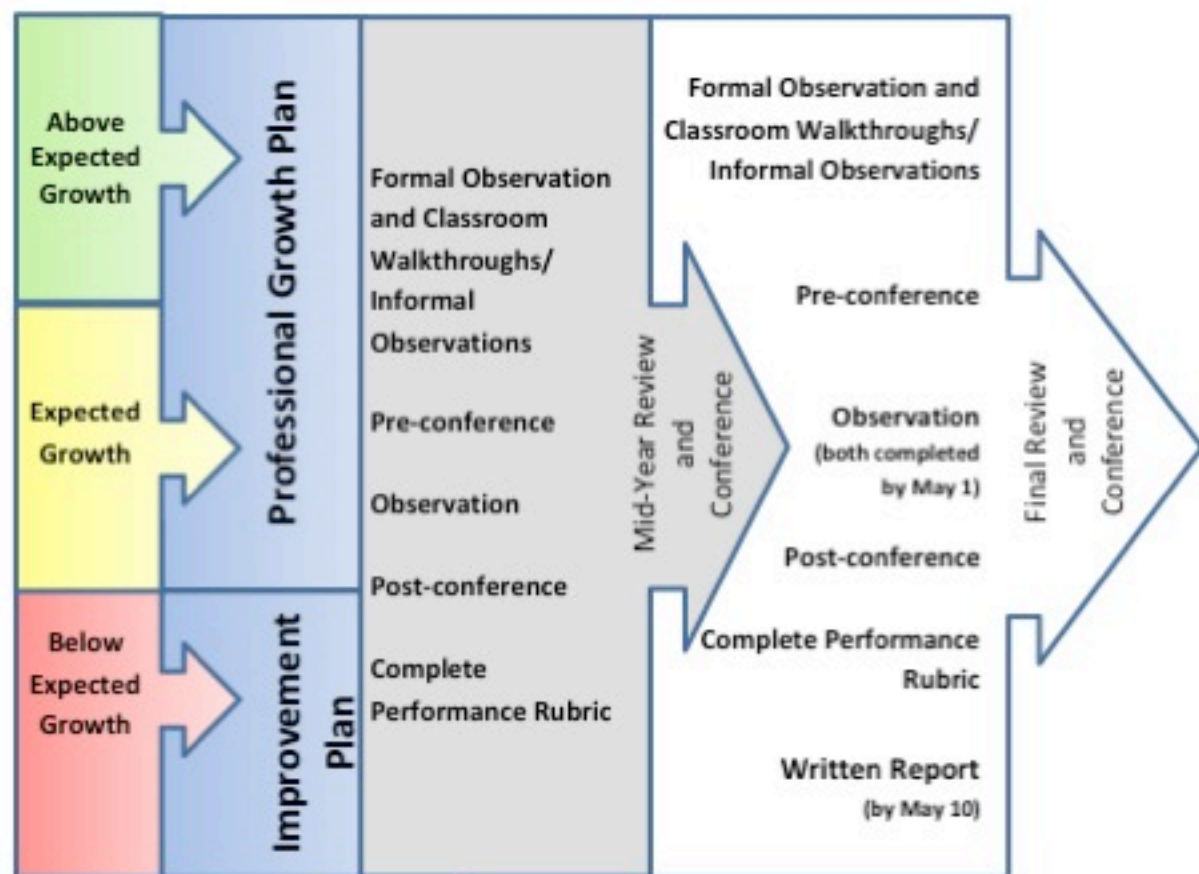 Above
Expected
Growth
Expected
Growth
Below
Expected
Growth
Professional Growth Plan
Improvement
Plan
Formal Observation
and Classroom
Walkthroughs/
Informal
Observations
Pre-conference
Observation
Post-conference
Complete
Performance Rubric
Mid-Year Review
and
Conference
Formal Observation and
Classroom Walkthroughs/
Informal Observations
Pre-conference
Observation
(both completed
by May 1)
Post-conference
Complete Performance
Rubric
Written Report
(by May 10)
Final Review
and
Conference